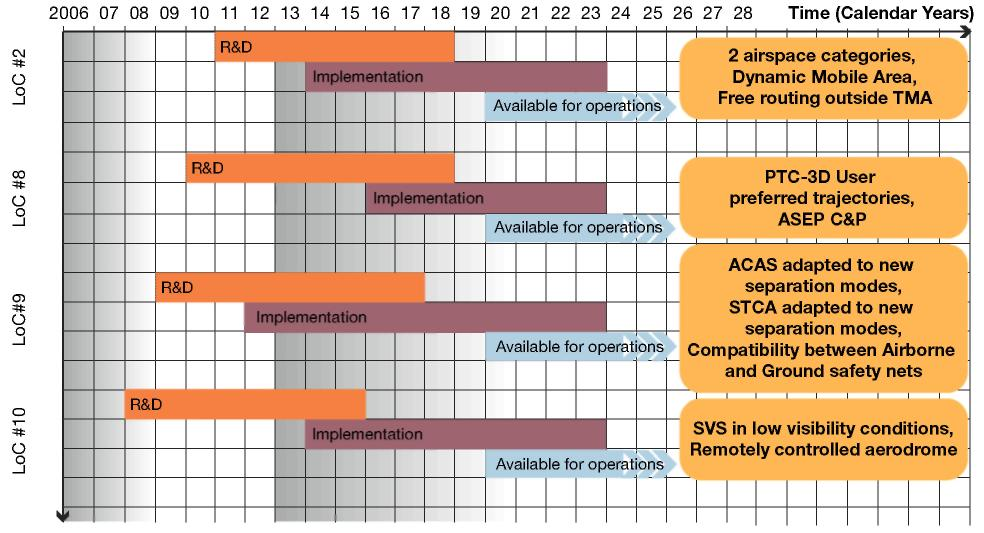 2006 07 08 09 10 11 12 13 14 15 16 17 18 19 20 21 22 23 24 25 26 27 28 Time (Calendar Years)
LoC #2
R&D
Implementation
Available for operations
2 airspace categories,
Dynamic Mobile Area,
Free routing outside TMA
LoC #8
R&D
Implementation
Available for operations
PTC-3D User
preferred trajectories,
ASEP C&P
LoC#9
R&D
Implementation
Available for operations
ACAS adapted to new
separation modes,
STCA adapted to new
separation modes,
Compatibility between Airborne
and Ground safety nets
LoC #10
R&D
Implementation
Available for operations
SVS in low visibility conditions,
Remotely controlled aerodrome